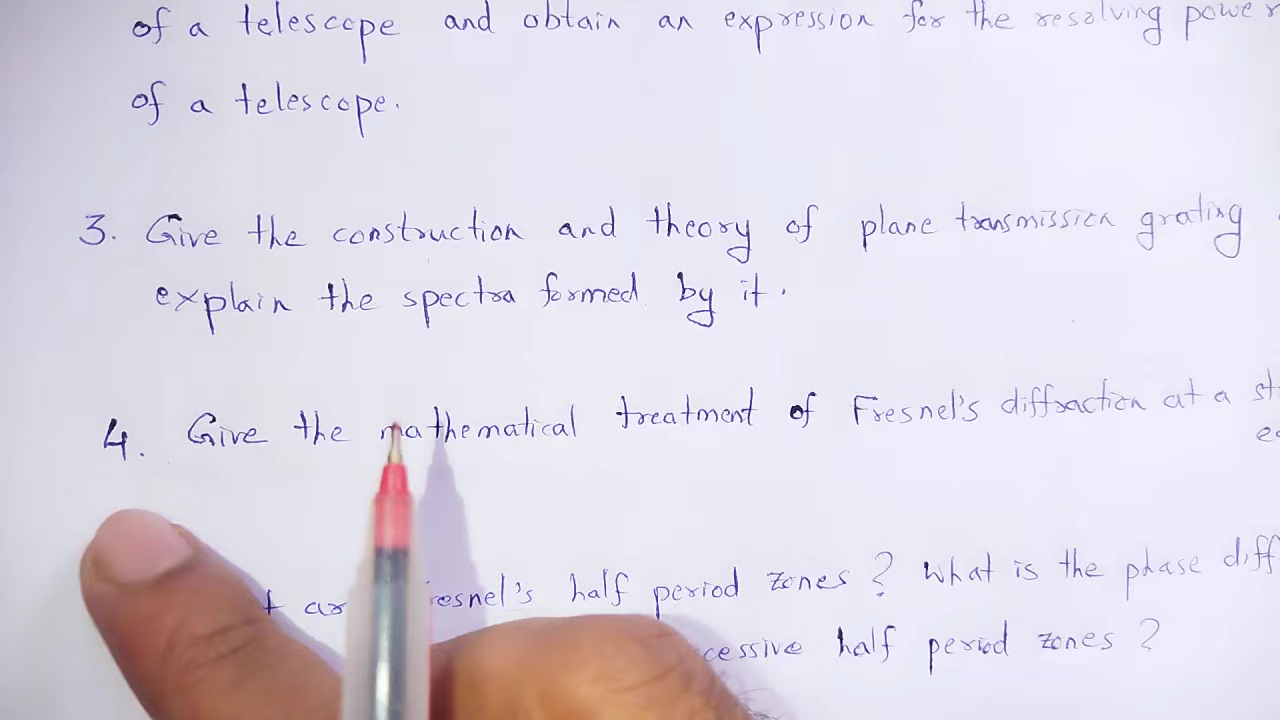 of a telescope and obtain an expression for the resolving power
of a telescope.
3. Give the construction and theory of plane transmission grating
explain the spectra formed by it.
4. Give the mathematical treatment of Fresnel's diffraction at a
half period zones? What is the phase
half period zones?